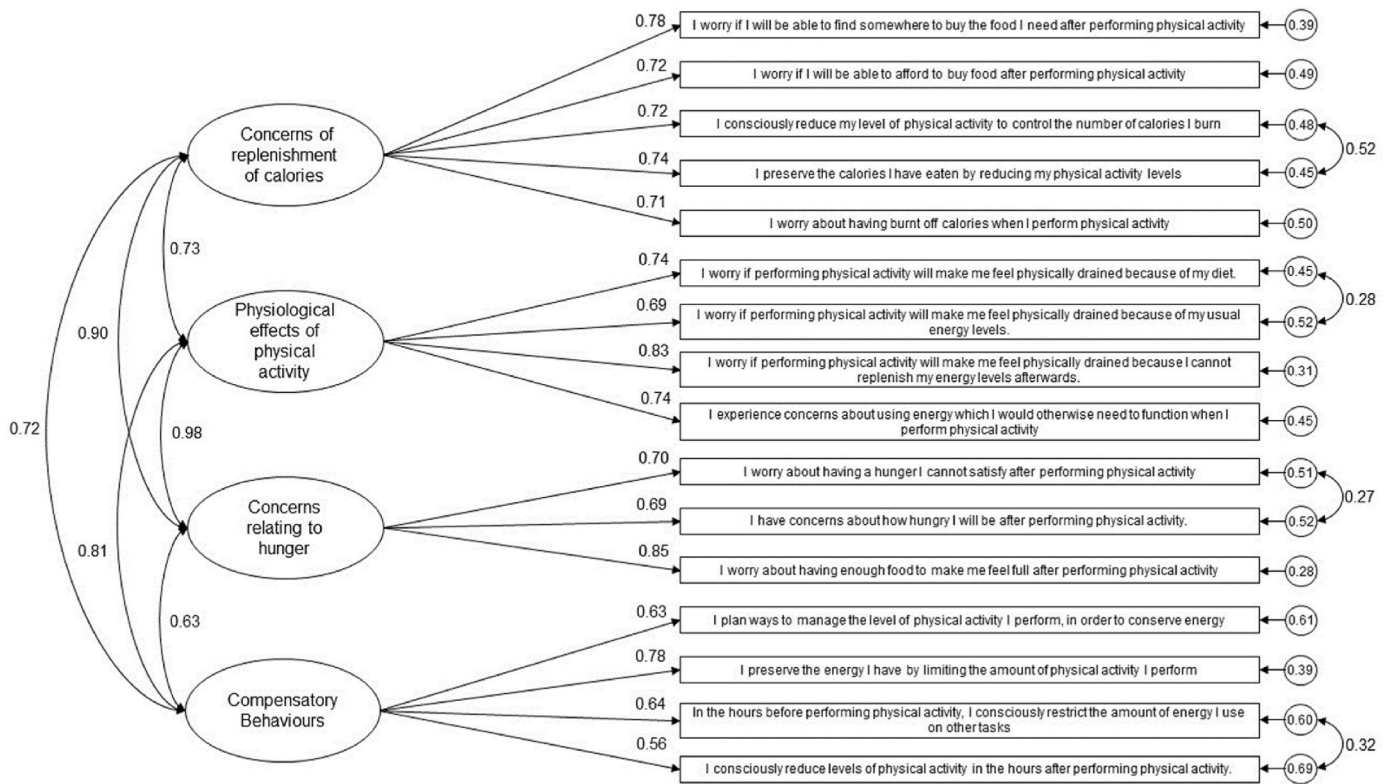 0.78
I worry if I will be able to find somewhere to buy the food I need after performing physical activity
0.39
0.72
I worry if I will be able to afford to buy food after performing physical activity
0.49
Concerns of
replenishment
of calories
0.72
I consciously reduce my level of physical activity to control the number of calories I burn
0.48
0.52
0.74
I preserve the calories I have eaten by reducing my physical activity levels
0.45
0.71
I worry about having burnt off calories when I perform physical activity
0.50
0.73
0.74
I worry if performing physical activity will make me feel physically drained because of my diet.
0.45
0.28
Physiological
effects of
physical
activity
0.69
I worry if performing physical activity will make me feel physically drained because of my usual
energy levels.
0.52
0.90
0.83
I worry if performing physical activity will make me feel physically drained because I cannot
replenish my energy levels afterwards.
0.31
0.74
I experience concerns about using energy which I would otherwise need to function when I
perform physical activity
0.45
0.72
0.98
0.70
I worry about having a hunger I cannot satisfy after performing physical activity
0.51
0.27
Concerns
relating to
hunger
0.69
I have concerns about how hungry I will be after performing physical activity.
0.52
0.81
0.85
I worry about having enough food to make me feel full after performing physical activity
0.28
0.63
0.63
I plan ways to manage the level of physical activity I perform, in order to conserve energy
0.61
0.78
I preserve the energy I have by limiting the amount of physical activity I perform
0.39
Compensatory
Behaviours
0.64
In the hours before performing physical activity, I consciously restrict the amount of energy I use
on other tasks
0.60
0.32
0.56
I consciously reduce levels of physical activity in the hours after performing physical activity.
0.69